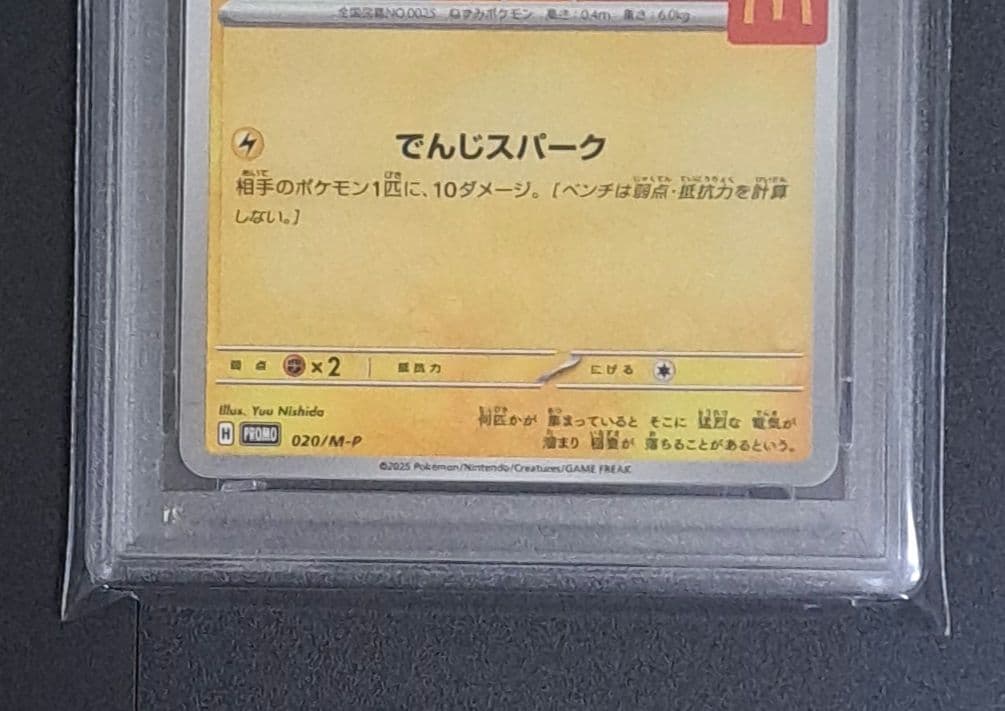 全国図鑑NO.0025 ねずみポケモン 高さ:0.4m 重さ:6.0kg
でんじスパーク
相手のポケモン1匹に、10ダメージ。[ベンチは弱点・抵抗力を計算
しない。]
弱点 ×2 抵抗力 にげる
Illus. Yuu Nishida
H PROMO 020/M-P
何匹かが 集まっていると そこに 猛烈な 電気が
溜まり 稲妻が 落ちることがあるという。
©2025 Pokémon/Nintendo/Creatures/GAME FREAK